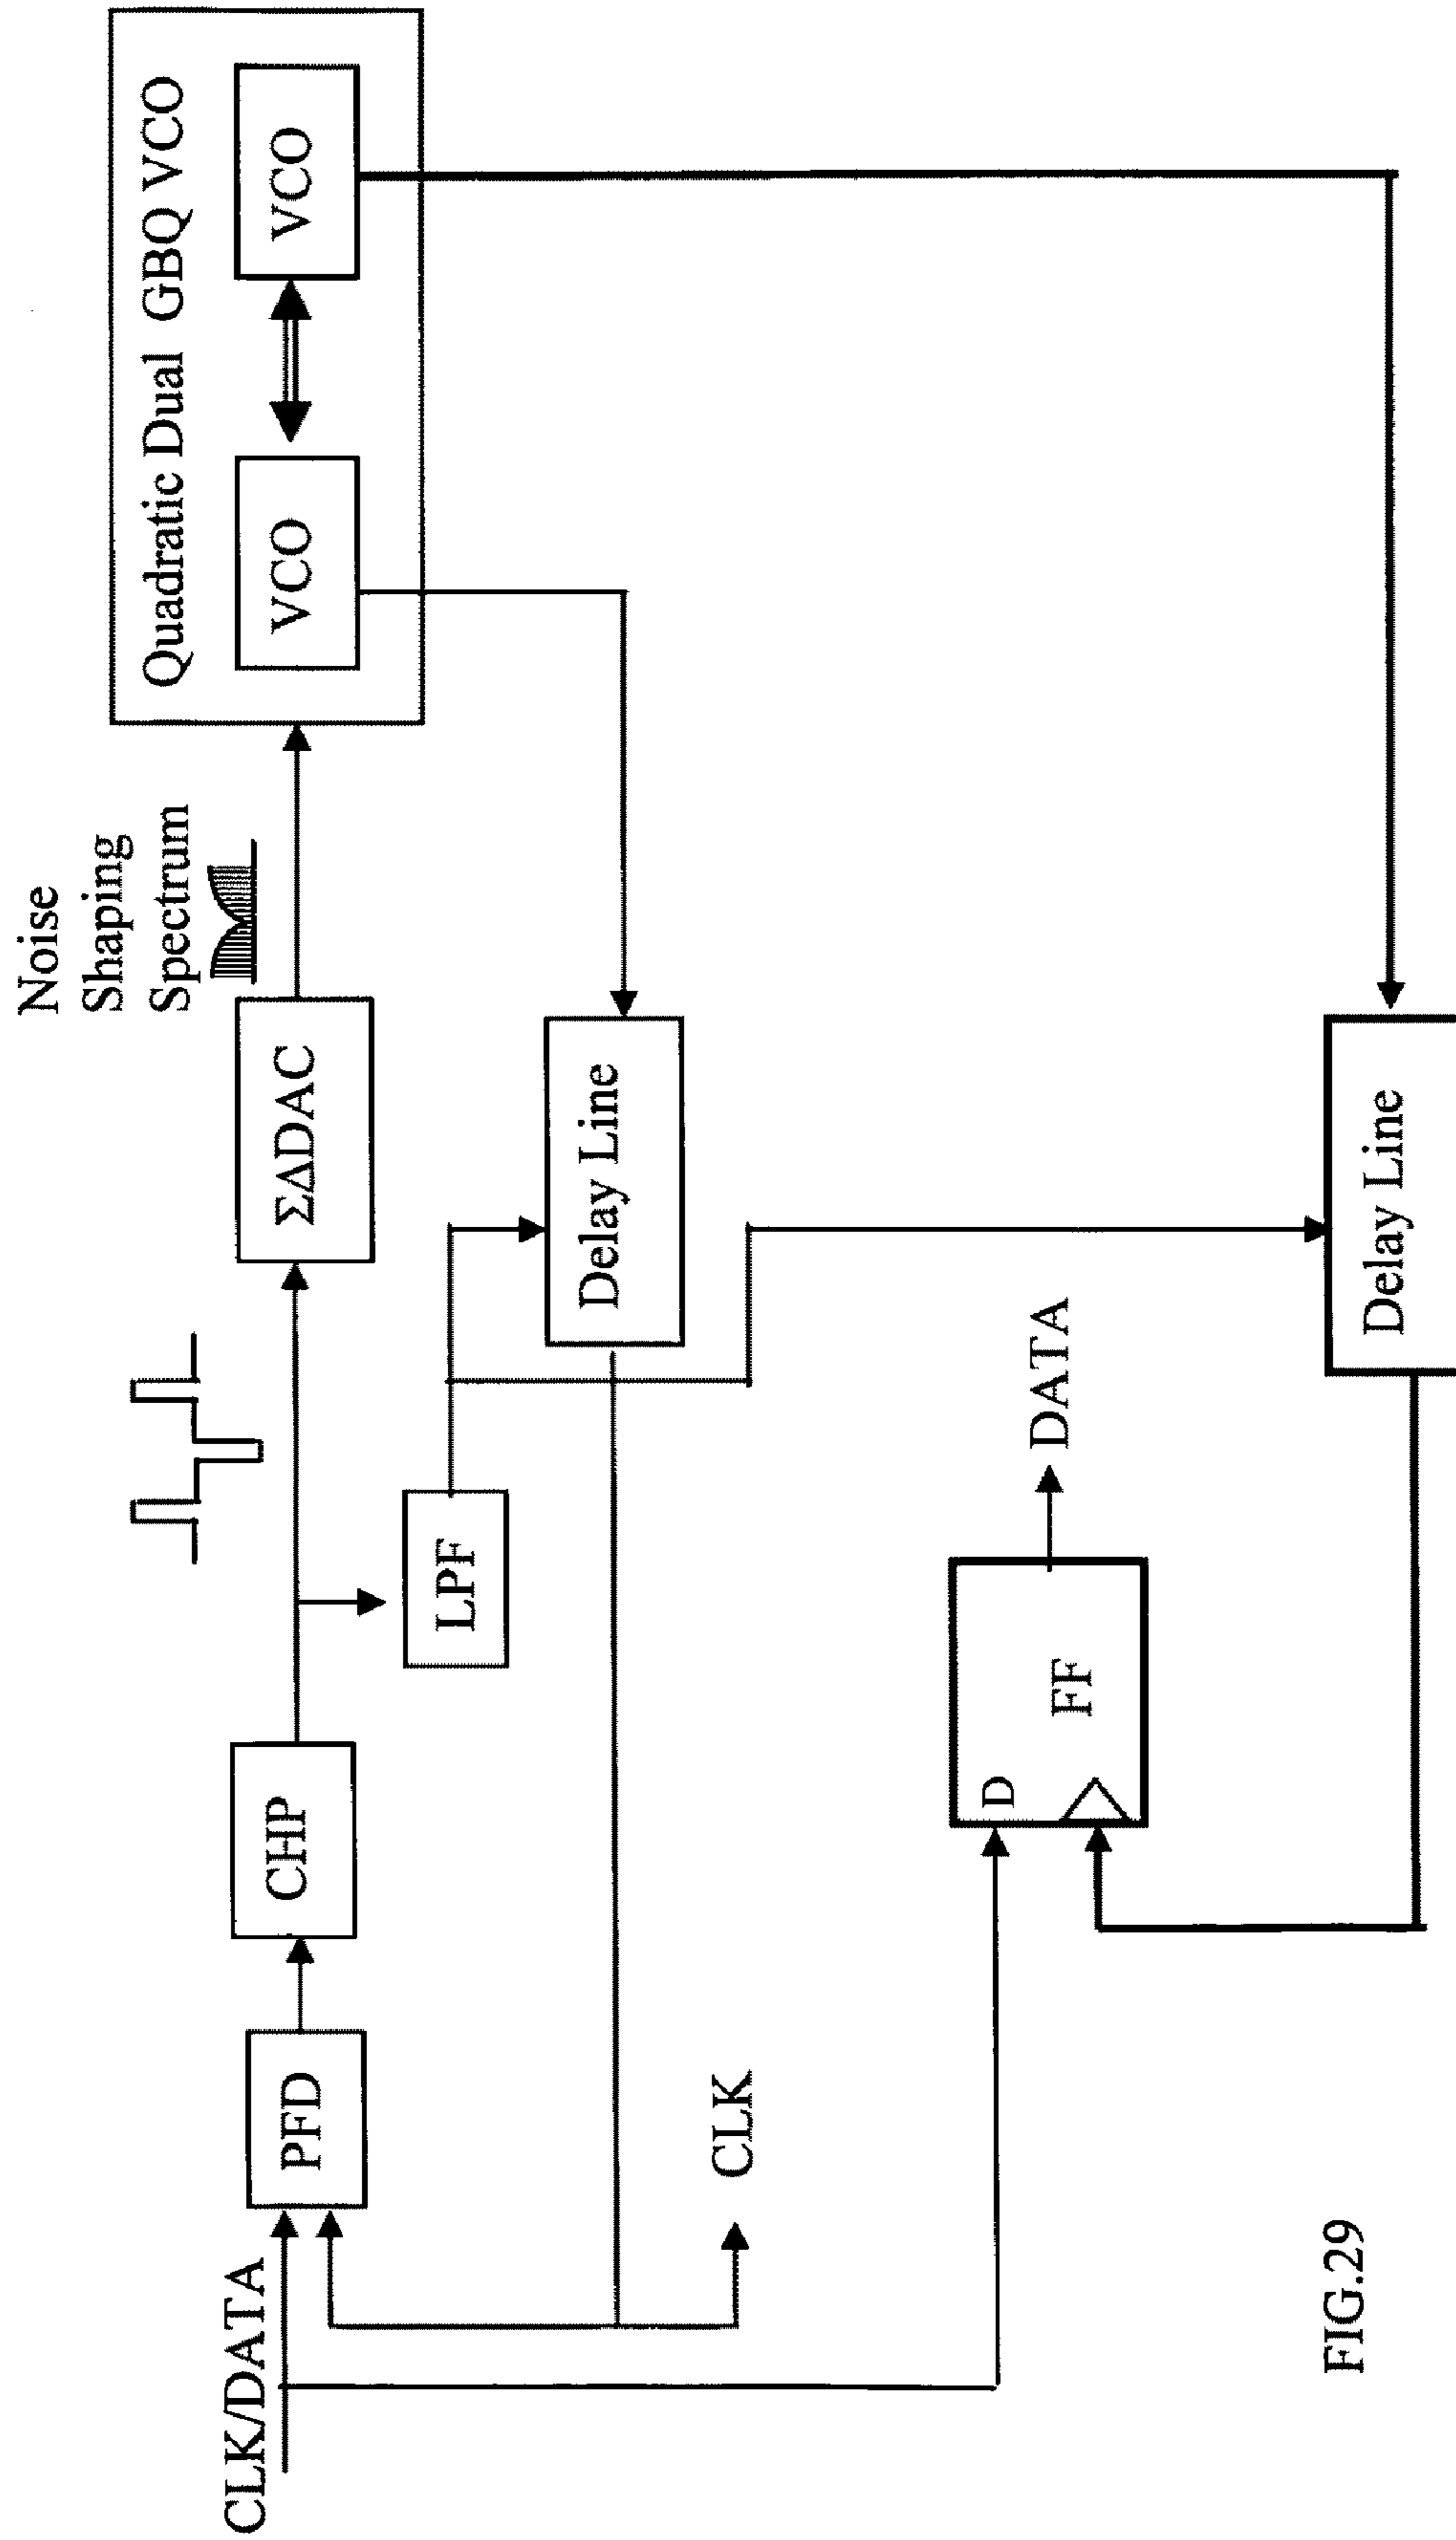 Noise
Shaping
Spectrum
Quadratic Dual GBQ VCO
CLK/DATA
PFD
CHP
ΣΔDAC
VCO
VCO
LPF
Delay Line
CLK
D
FF
DATA
Delay Line
FIG.29